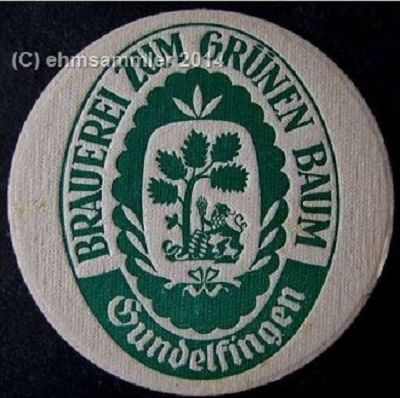 (C) ehmsammler 2014
BRAUEREI ZUM GRÜNEN BAUM
Gundelfingen